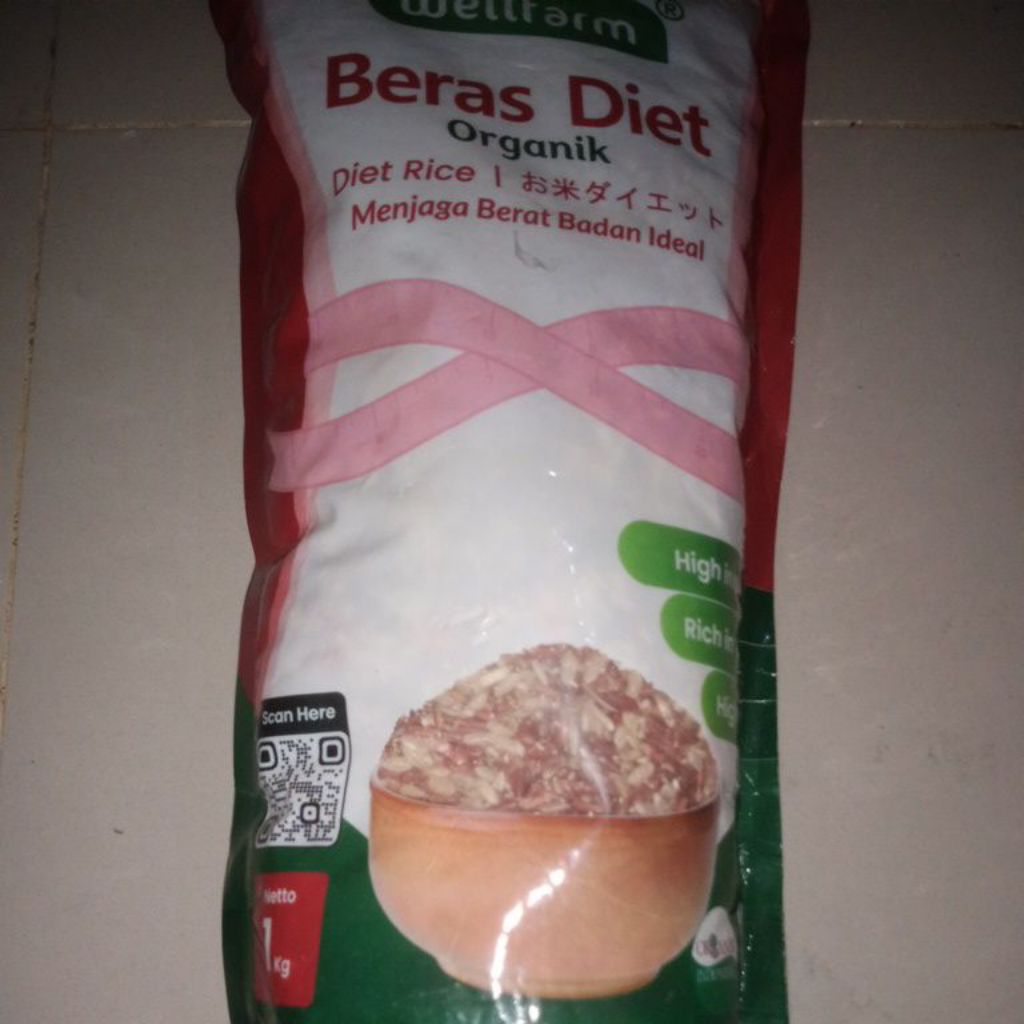 wellfarm®
Beras Diet
Organik
Diet Rice | お米ダイエット
Menjaga Berat Badan Ideal
High
Rich in
Scan Here
Netto
1 Kg